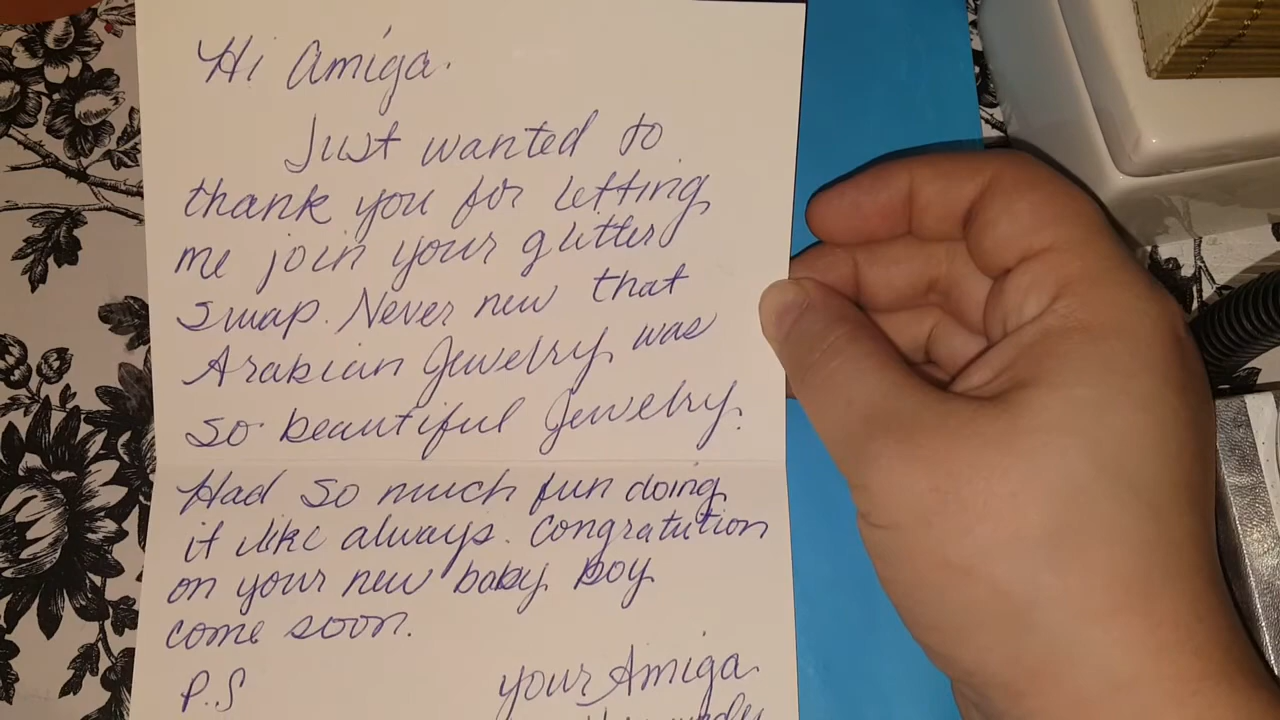 Hi Amiga.
Just wanted to
thank you for letting
me join your glitter
swap. Never new that
Arabian Jewelry was
so beautiful Jewelry.
Had so much fun doing
it like always. Congratution
on your new baby boy
come soon.
P.S
your Amiga